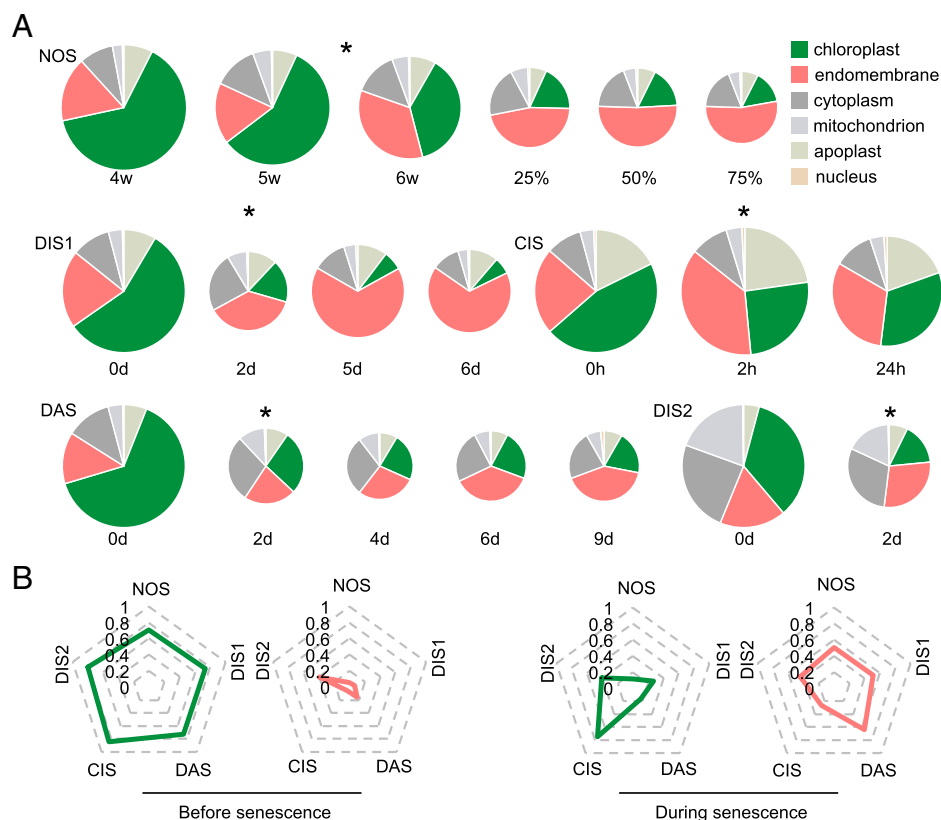 A
NOS
*
4w 5w 6w 25% 50% 75%
chloroplast
endomembrane
cytoplasm
mitochondrion
apoplast
nucleus
DIS1
*
0d 2d 5d 6d
CIS
*
0h 2h 24h
DAS
*
0d 2d 4d 6d 9d
DIS2
*
0d 2d
B
NOS
1
0.8
0.6
0.4
0.2
0
DIS2
DIS1
CIS
DAS
NOS
1
0.8
0.6
0.4
0.2
0
DIS2
DIS1
CIS
DAS
Before senescence
NOS
1
0.8
0.6
0.4
0.2
0
DIS2
DIS1
CIS
DAS
NOS
1
0.8
0.6
0.4
0.2
0
DIS2
DIS1
CIS
DAS
During senescence